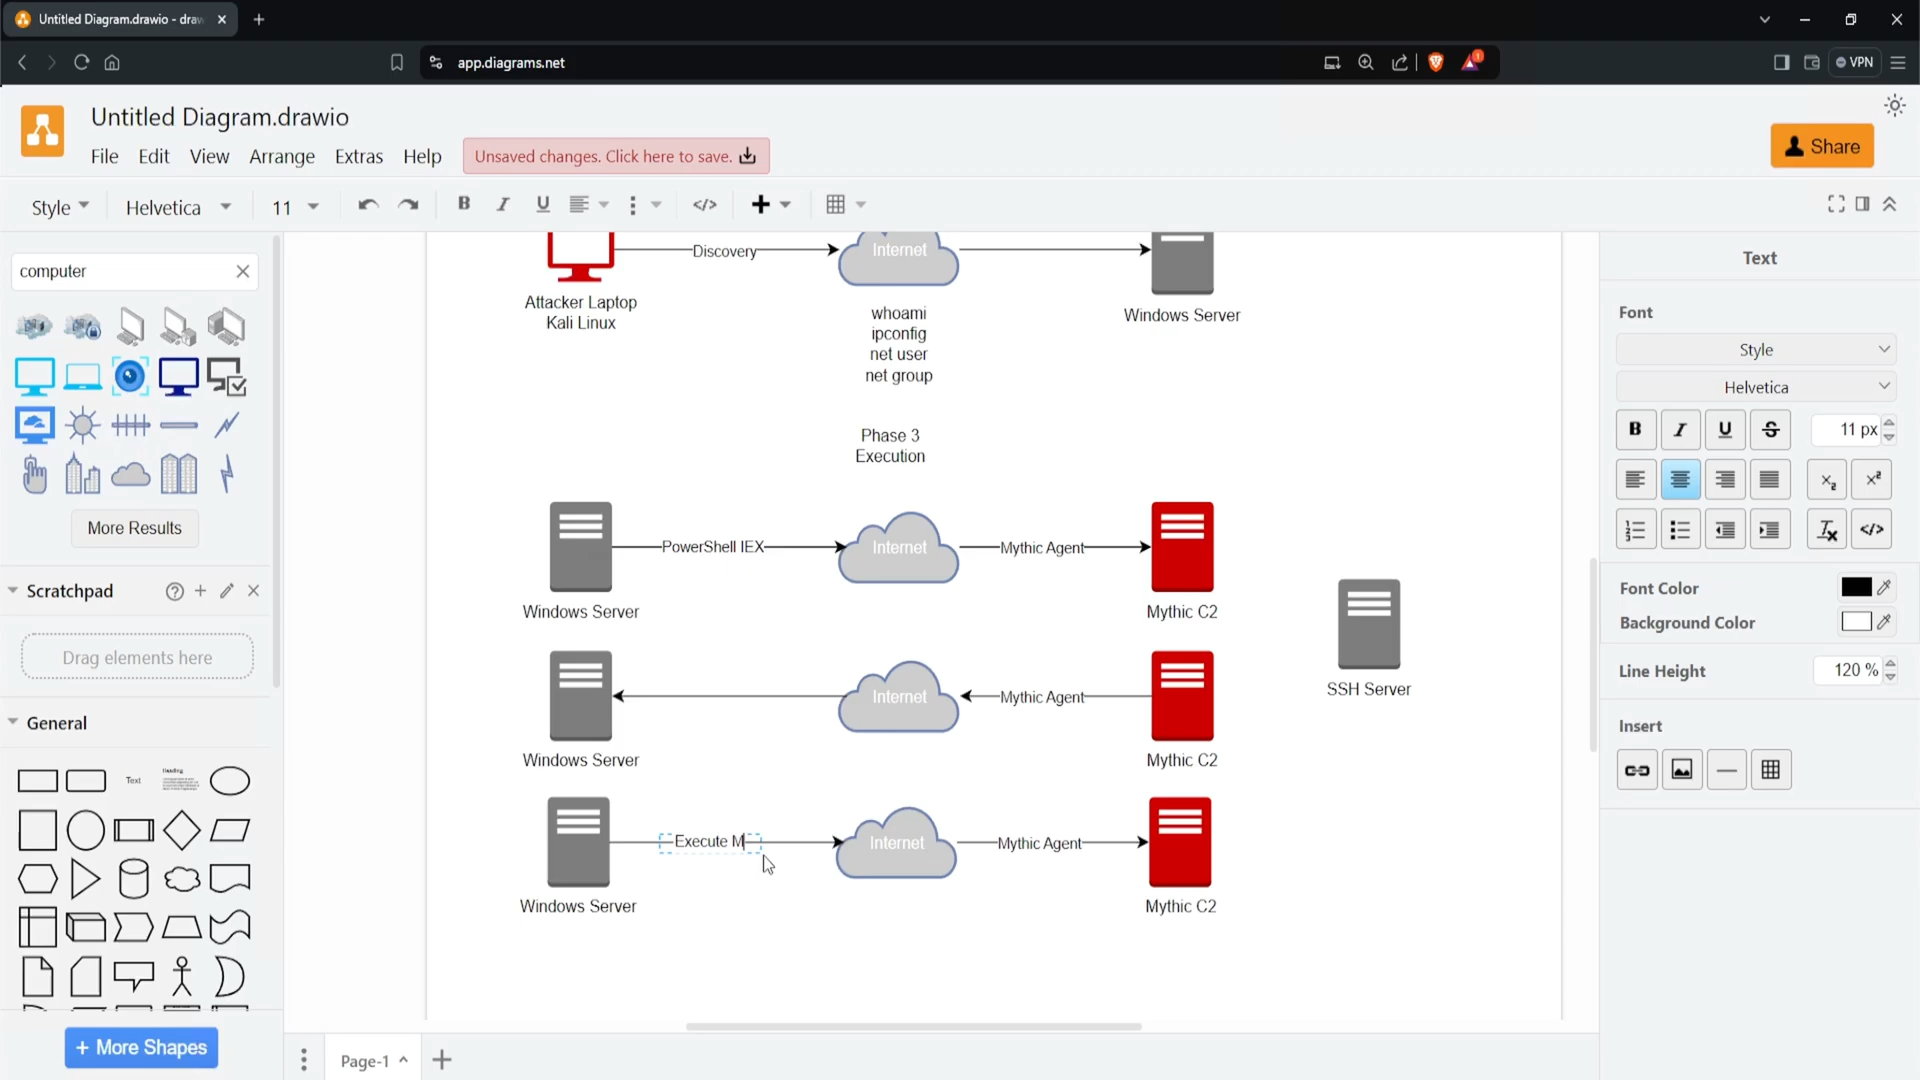 Untitled Diagram.drawio - draw
app.diagrams.net
1
VPN
Untitled Diagram.drawio
File Edit View Arrange Extras Help
Unsaved changes. Click here to save.
Share
Style Helvetica 11
B I U
computer
More Results
Scratchpad
Drag elements here
General
Text
Heading
+ More Shapes
Discovery
Internet
Attacker Laptop
Kali Linux
Windows Server
whoami
ipconfig
net user
net group
Phase 3
Execution
PowerShell IEX
Internet
Mythic Agent
Windows Server
Mythic C2
Internet
Mythic Agent
Windows Server
Mythic C2
SSH Server
Execute M
Internet
Mythic Agent
Windows Server
Mythic C2
Page-1
Text
Font
Style
Helvetica
B I U S 11 px
Font Color
Background Color
Line Height 120 %
Insert